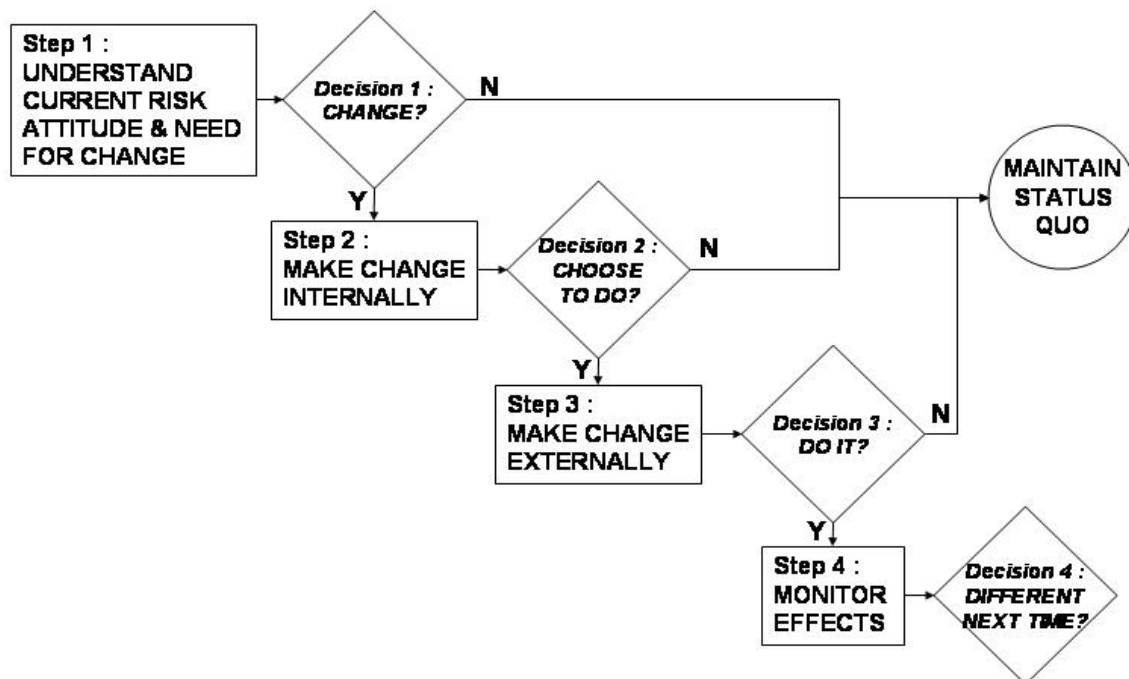 Step 1 :
UNDERSTAND
CURRENT RISK
ATTITUDE & NEED
FOR CHANGE
Decision 1 :
CHANGE?
N
Y
MAINTAIN
STATUS
QUO
Step 2 :
MAKE CHANGE
INTERNALLY
Decision 2 :
CHOOSE
TO DO?
N
Y
Step 3 :
MAKE CHANGE
EXTERNALLY
Decision 3 :
DO IT?
N
Y
Step 4 :
MONITOR
EFFECTS
Decision 4 :
DIFFERENT
NEXT TIME?